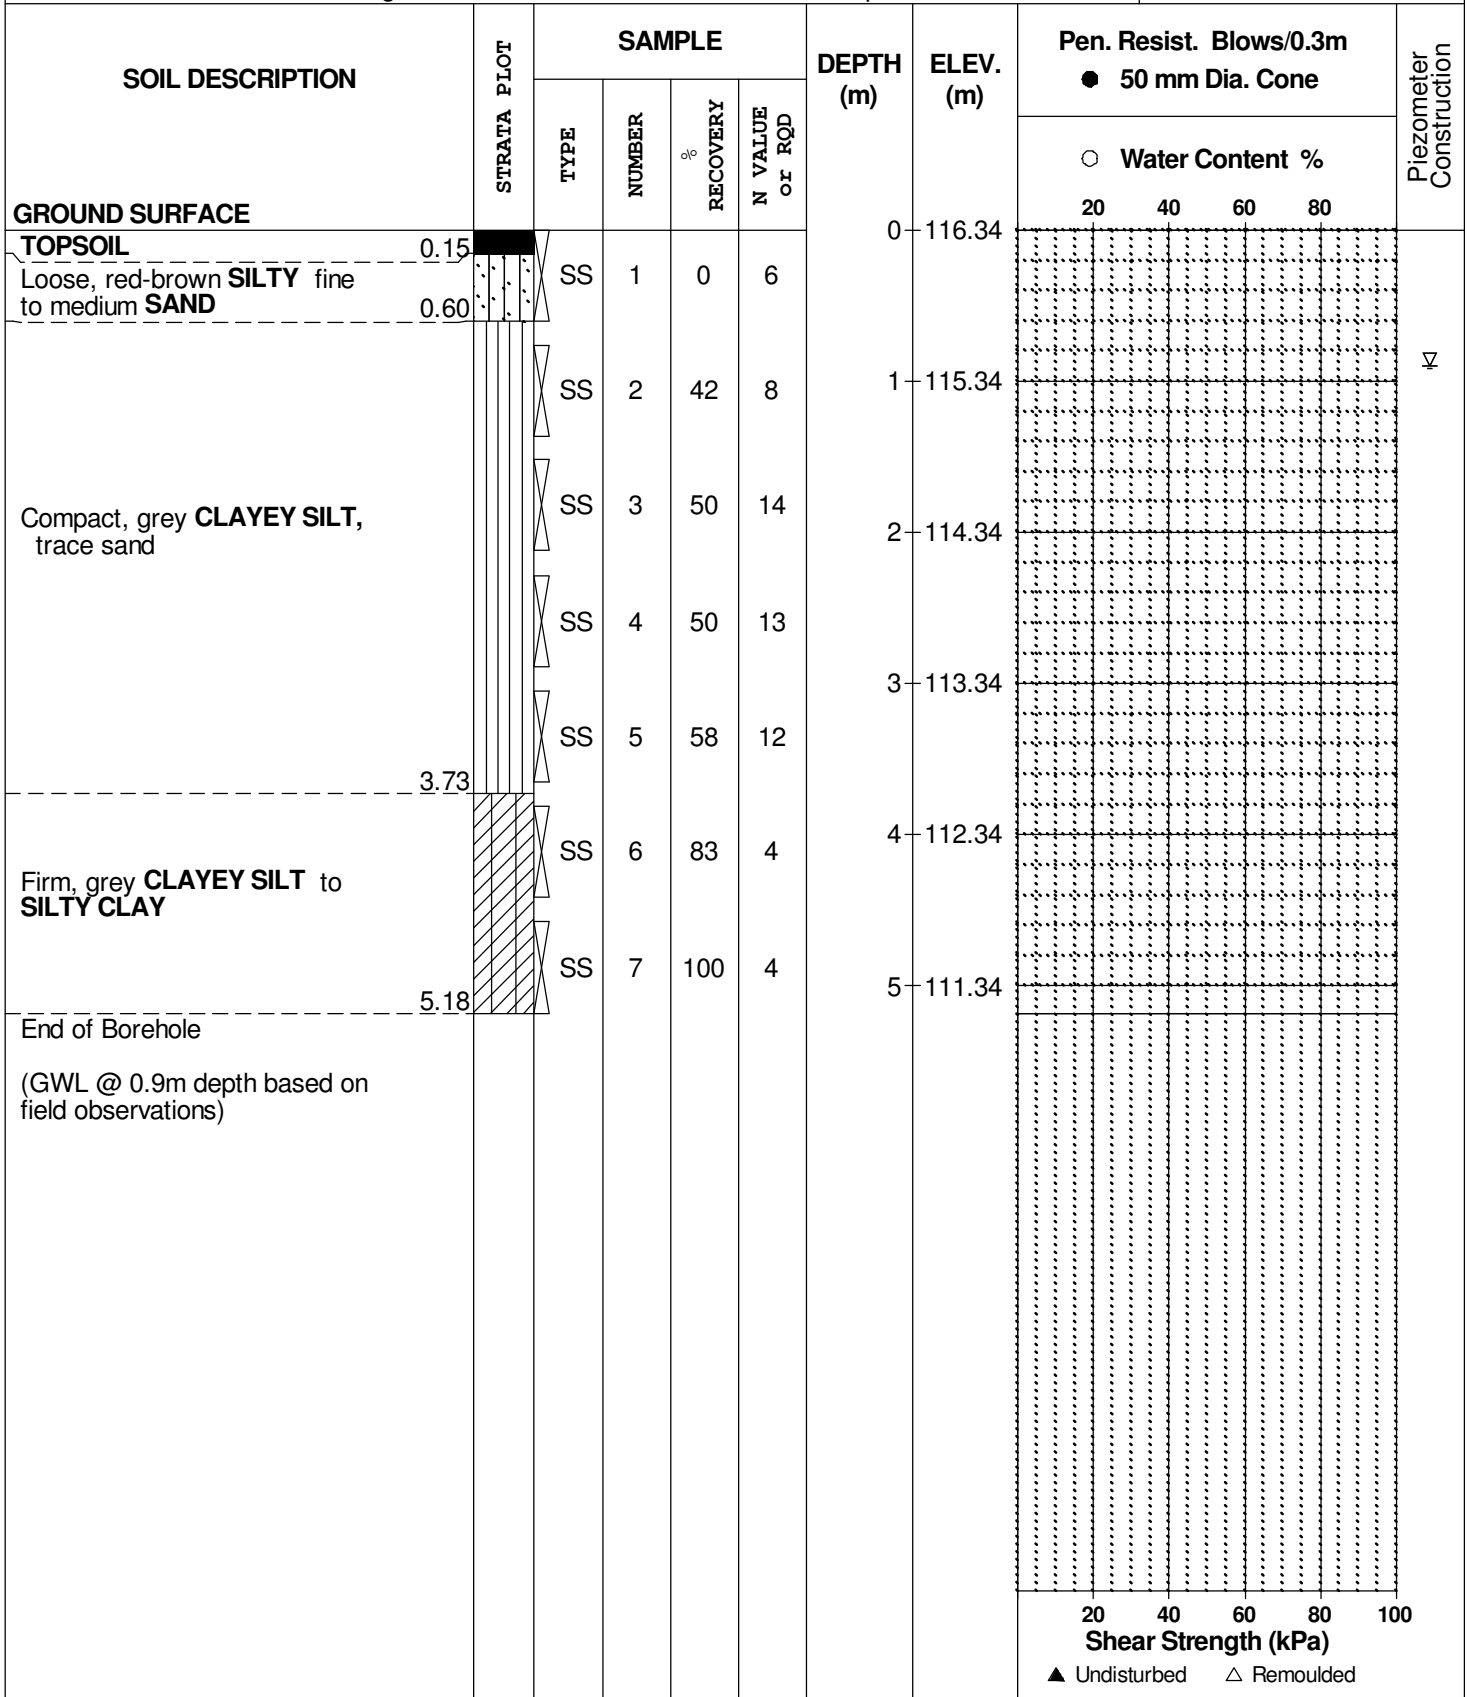 SOIL DESCRIPTION
STRATA PLOT
SAMPLE
TYPE
NUMBER
%
RECOVERY
N VALUE
or RQD
DEPTH
(m)
ELEV.
(m)
Pen. Resist. Blows/0.3m
● 50 mm Dia. Cone
○ Water Content %
Piezometer
Construction
20 40 60 80
GROUND SURFACE
0 116.34
TOPSOIL 0.15
Loose, red-brown SILTY fine
to medium SAND 0.60
SS 1 0 6
SS 2 42 8
1 115.34
SS 3 50 14
Compact, grey CLAYEY SILT,
trace sand
2 114.34
SS 4 50 13
3 113.34
SS 5 58 12
3.73
4 112.34
SS 6 83 4
Firm, grey CLAYEY SILT to
SILTY CLAY
SS 7 100 4
5 111.34
5.18
End of Borehole
(GWL @ 0.9m depth based on
field observations)
20 40 60 80 100
Shear Strength (kPa)
▲ Undisturbed △ Remoulded